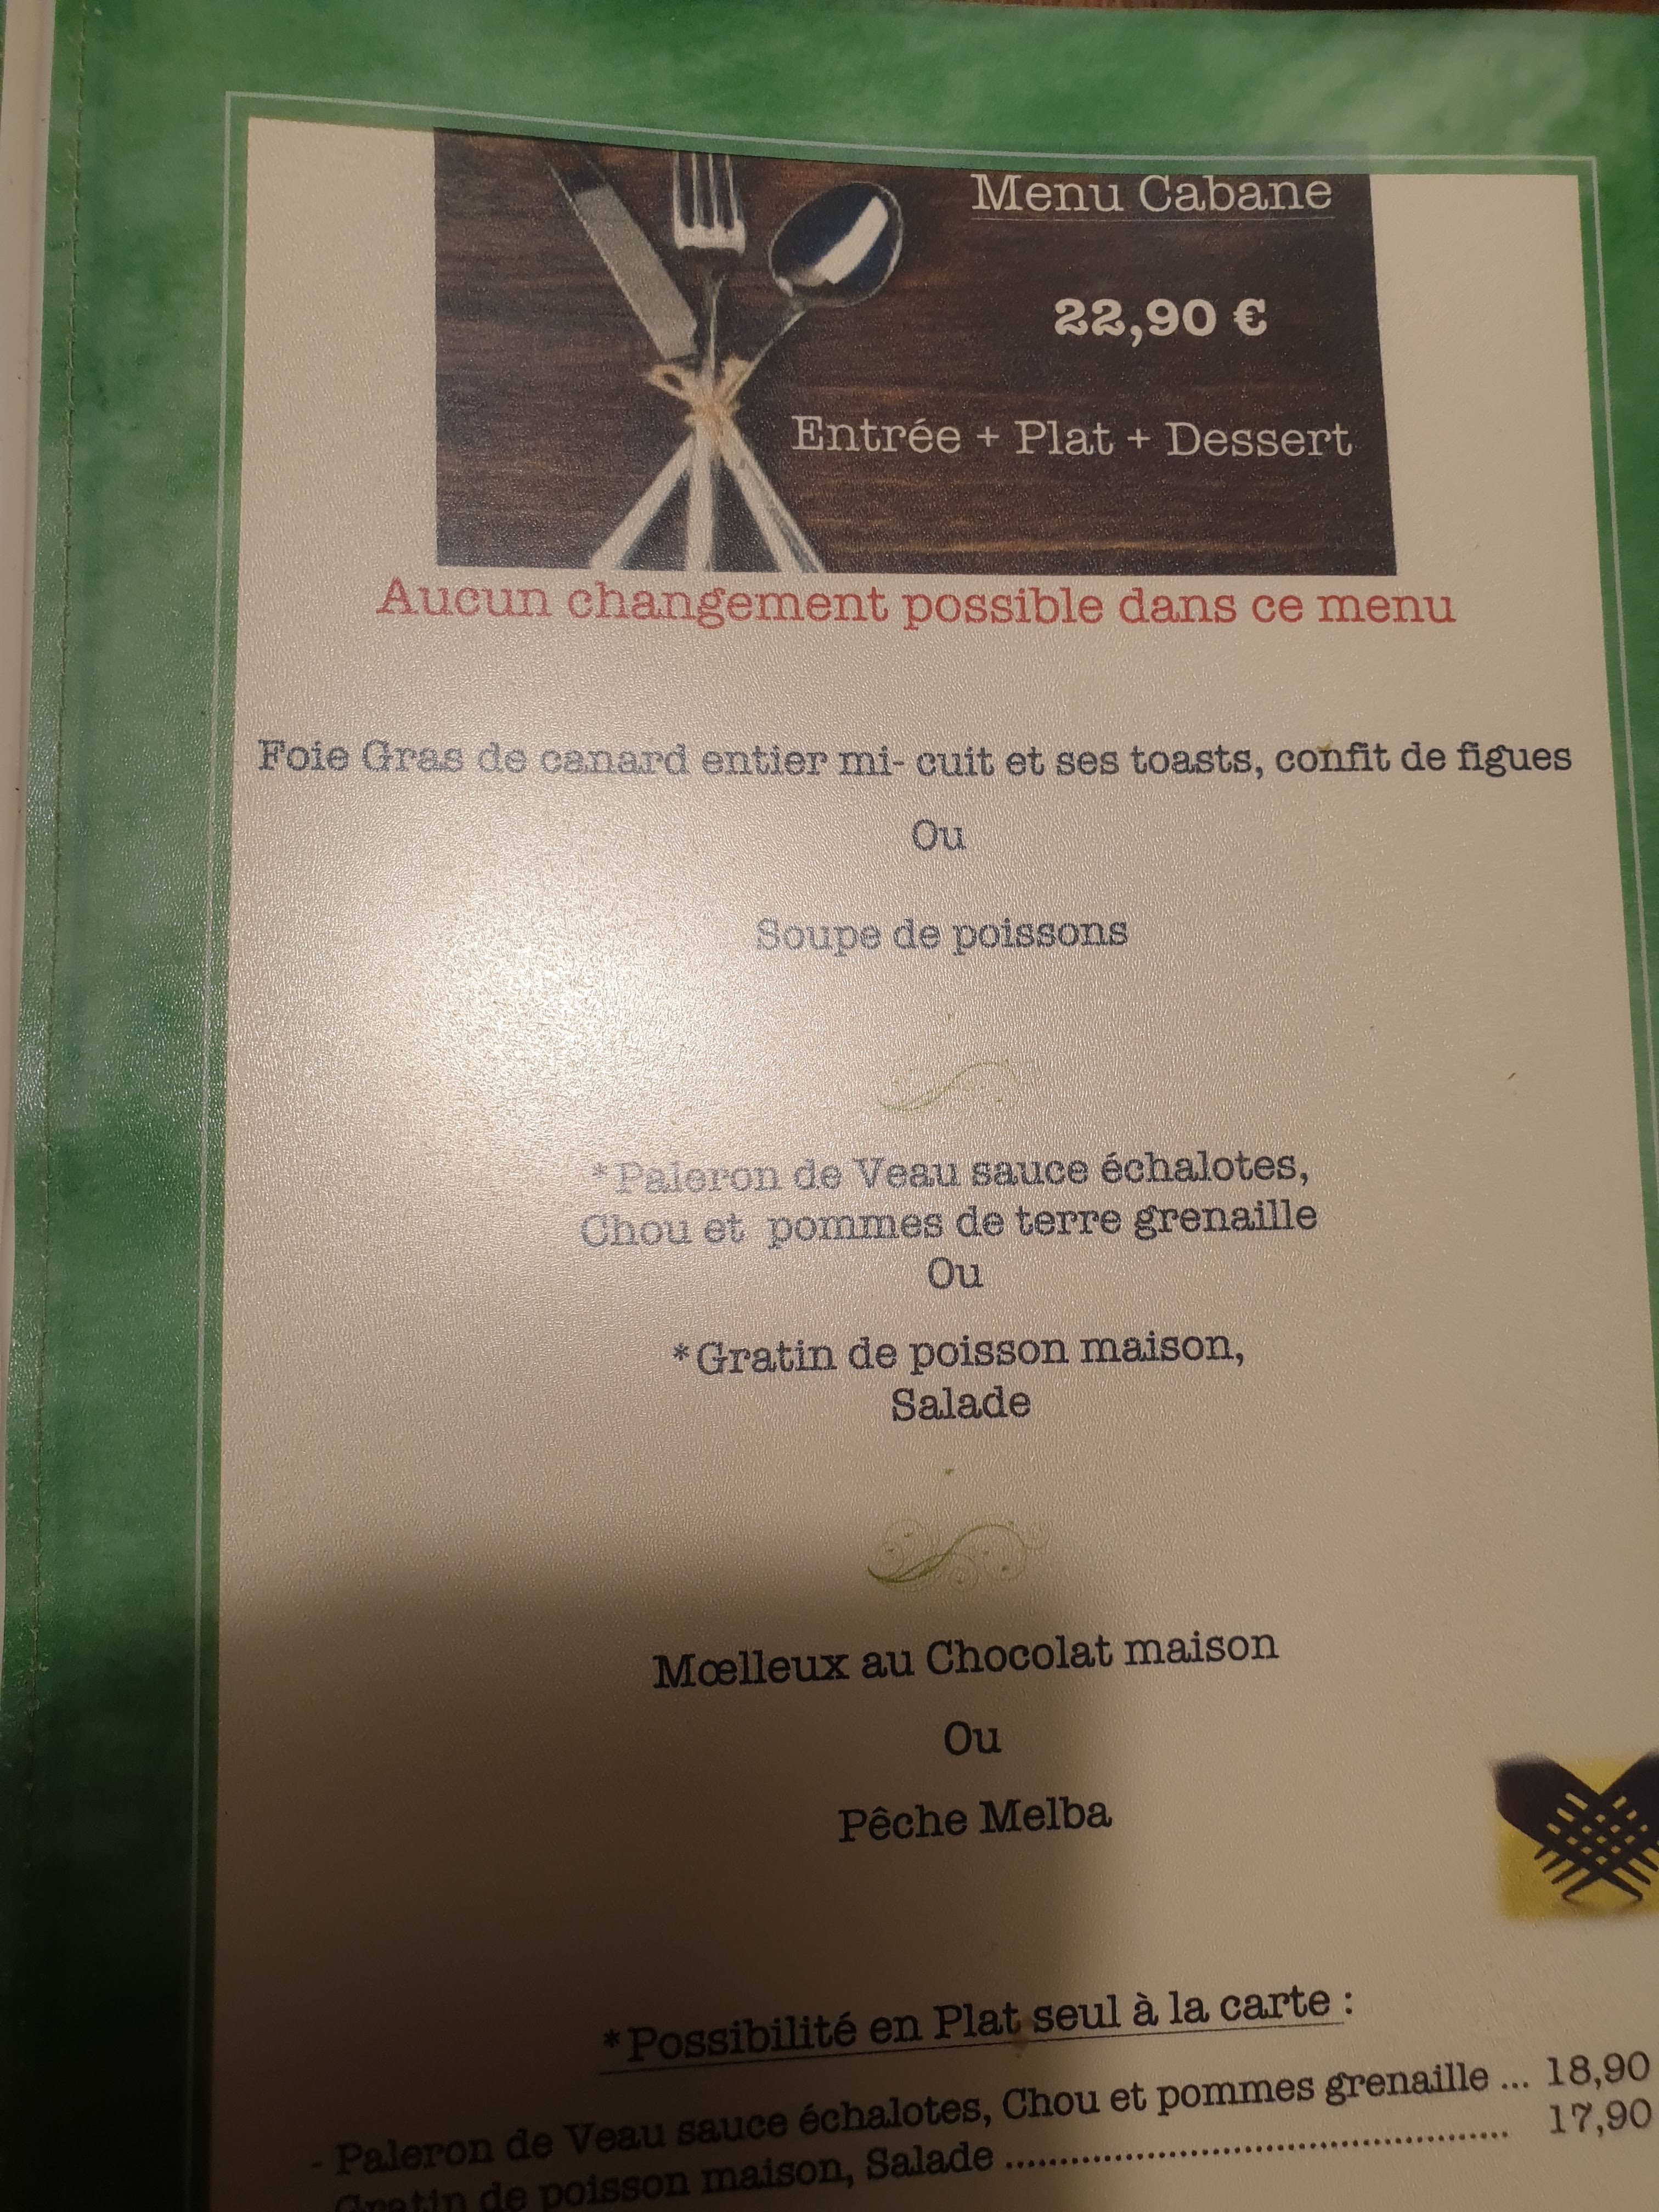 Menu Cabane
22,90 €
Entrée + Plat + Dessert
Aucun changement possible dans ce menu
Foie Gras de canard entier mi- cuit et ses toasts, confit de figues
Ou
Soupe de poissons
*Paleron de Veau sauce échalotes,
Chou et pommes de terre grenaille
Ou
*Gratin de poisson maison,
Salade
Mœlleux au Chocolat maison
Ou
Pêche Melba
*Possibilité en Plat seul à la carte :
- Paleron de Veau sauce échalotes, Chou et pommes grenaille ... 18,90
Gratin de poisson maison, Salade ................................................ 17,90